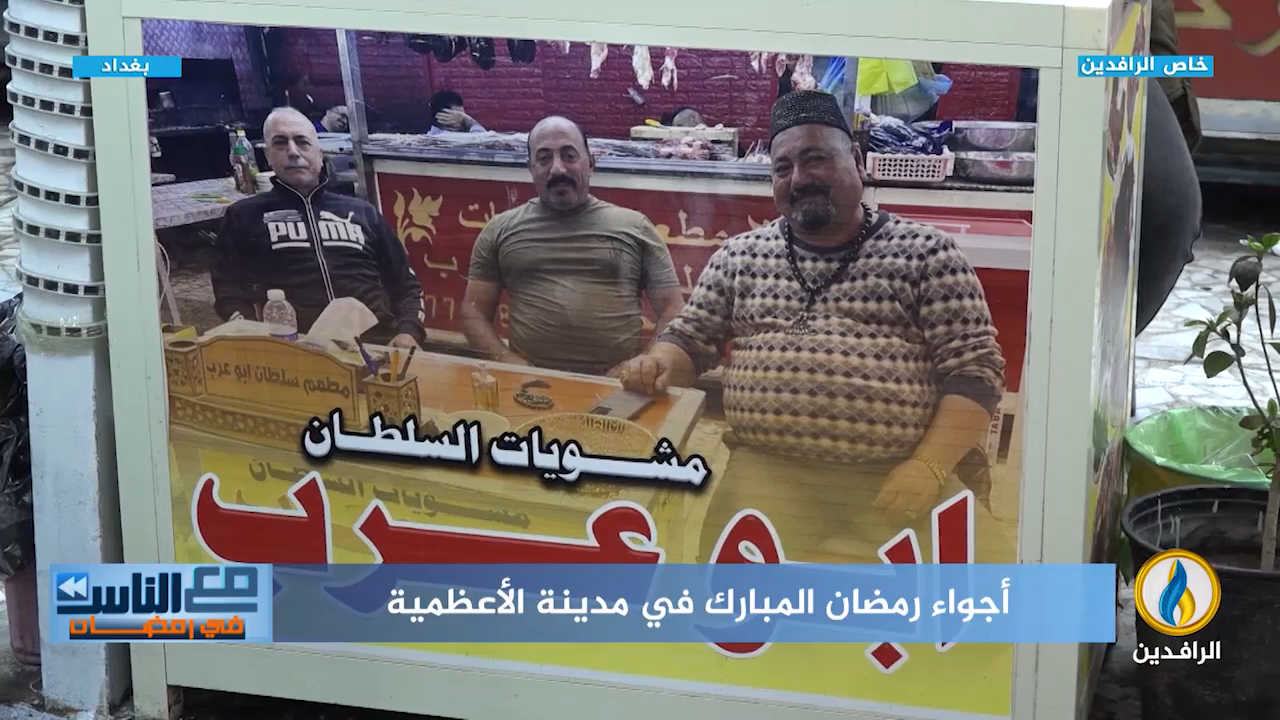 خاص الرافدين
بغداد
PUMA
مطعم سلطان ابو عرب
مشويات السلطان
ابو عرب
أجواء رمضان المبارك في مدينة الأعظمية
مع الناس
في رمضان
الرافدين